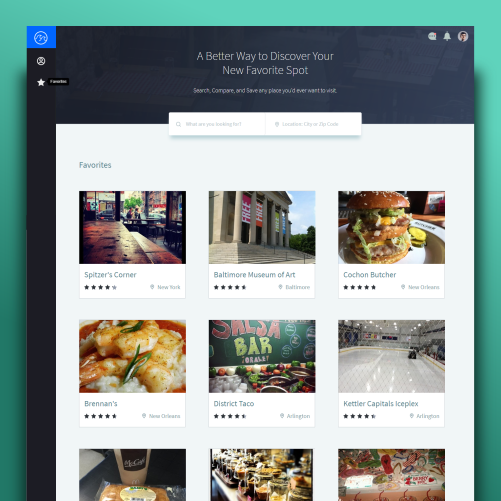 Favorites
A Better Way to Discover Your
New Favorite Spot
Search, Compare, and Save any place you'd ever want to visit.
What are you looking for?
Location: City or Zip Code
Favorites
Spitzer's Corner
New York
Baltimore Museum of Art
Baltimore
Cochon Butcher
New Orleans
SALSA
BAR
Brennan's
New Orleans
District Taco
Arlington
Kettler Capitals Iceplex
Arlington
McCafé